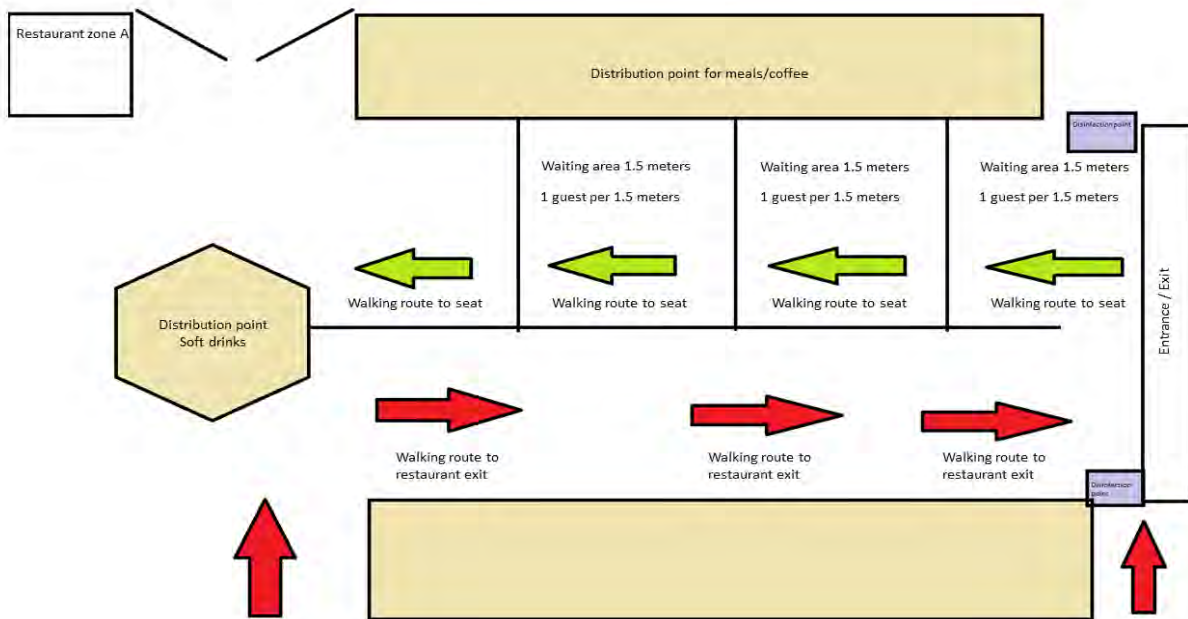 Restaurant zone A
Distribution point for meals/coffee
Disinfection point
Waiting area 1.5 meters
1 guest per 1.5 meters
Waiting area 1.5 meters
1 guest per 1.5 meters
Waiting area 1.5 meters
1 guest per 1.5 meters
Walking route to seat
Walking route to seat
Walking route to seat
Walking route to seat
Entrance / Exit
Distribution point
Soft drinks
Walking route to
restaurant exit
Walking route to
restaurant exit
Walking route to
restaurant exit
Disinfection
point